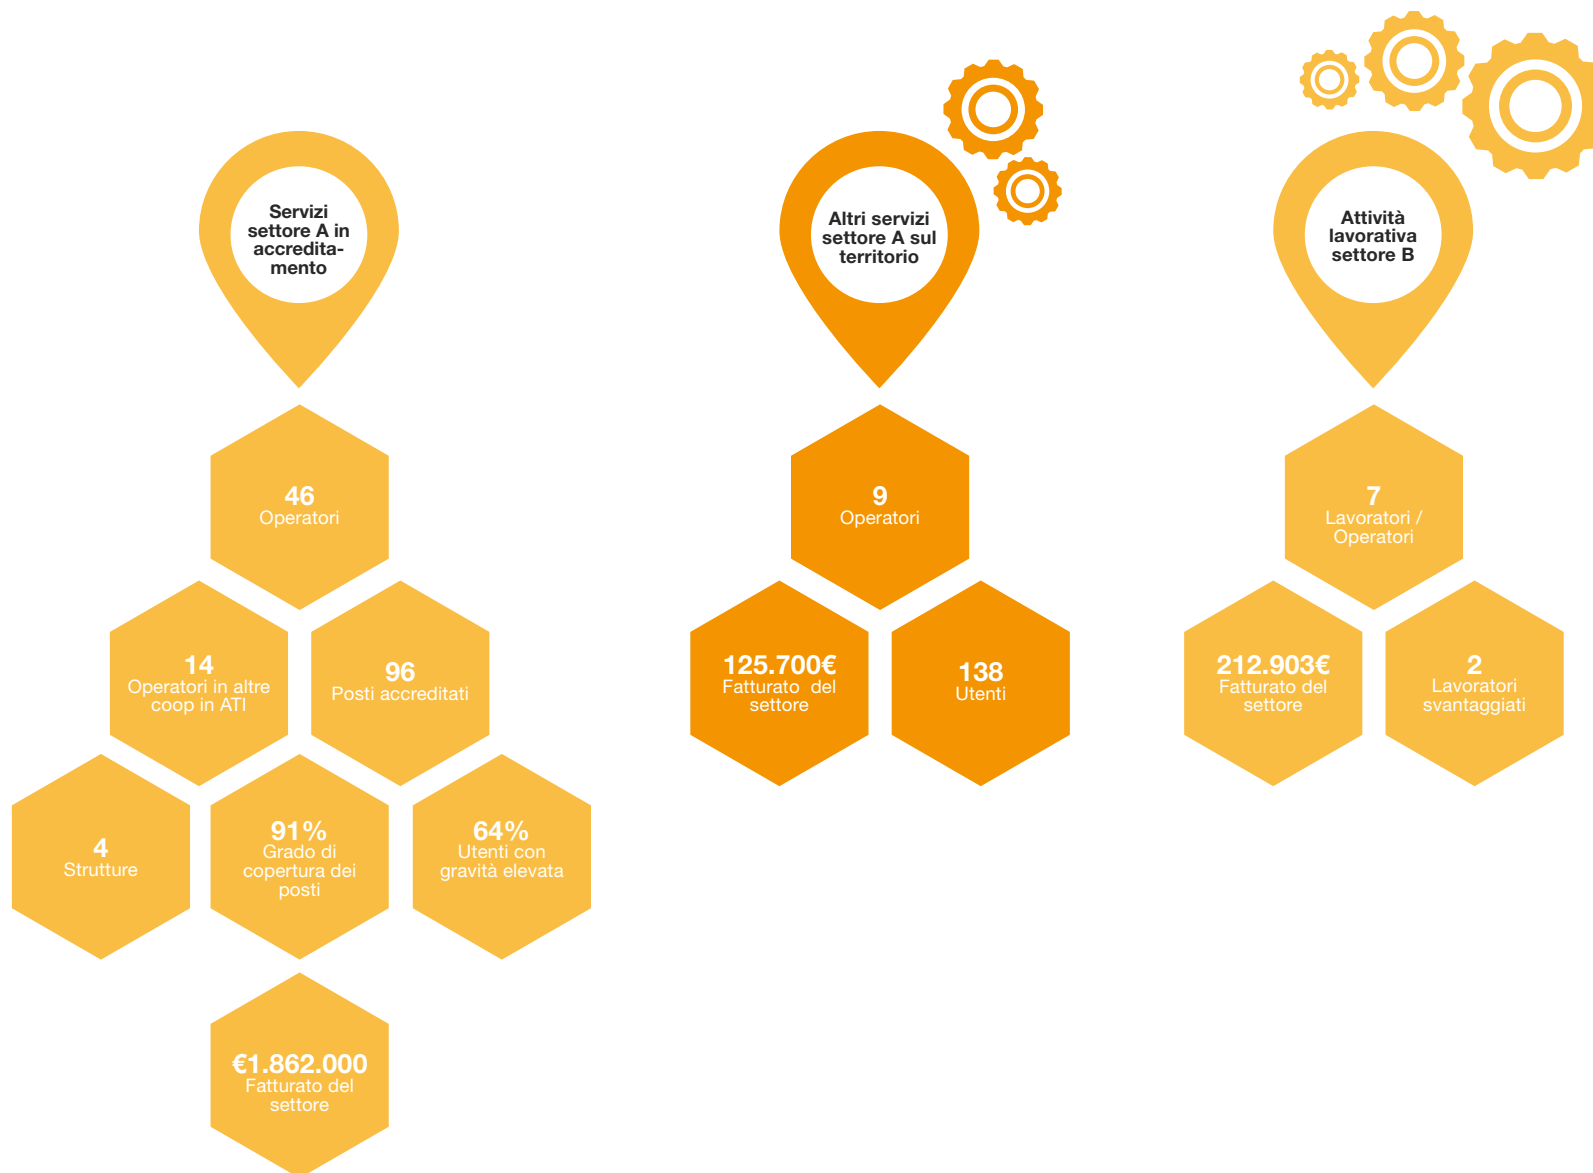 Servizi
settore A in
accredita-
mento
46
Operatori
14
Operatori in altre
coop in ATI
96
Posti accreditati
4
Strutture
91%
Grado di
copertura dei
posti
64%
Utenti con
gravità elevata
€1.862.000
Fatturato del
settore
Altri servizi
settore A sul
territorio
9
Operatori
125.700€
Fatturato del
settore
138
Utenti
Attività
lavorativa
settore B
7
Lavoratori /
Operatori
212.903€
Fatturato del
settore
2
Lavoratori
svantaggiati